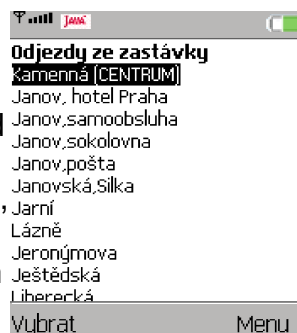 JAVA
Odjezdy ze zastávky
Kamenná (CENTRUM)
Janov, hotel Praha
Janov,samoobsluha
Janov,sokolovna
Janov,pošta
Janovská,Silka
Jarní
Lázně
Jeronýmova
Ještědská
Liberecká
Vybrat
Menu